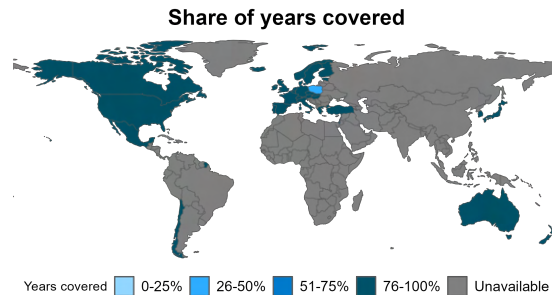 Share of years covered
Years covered 0-25% 26-50% 51-75% 76-100% Unavailable